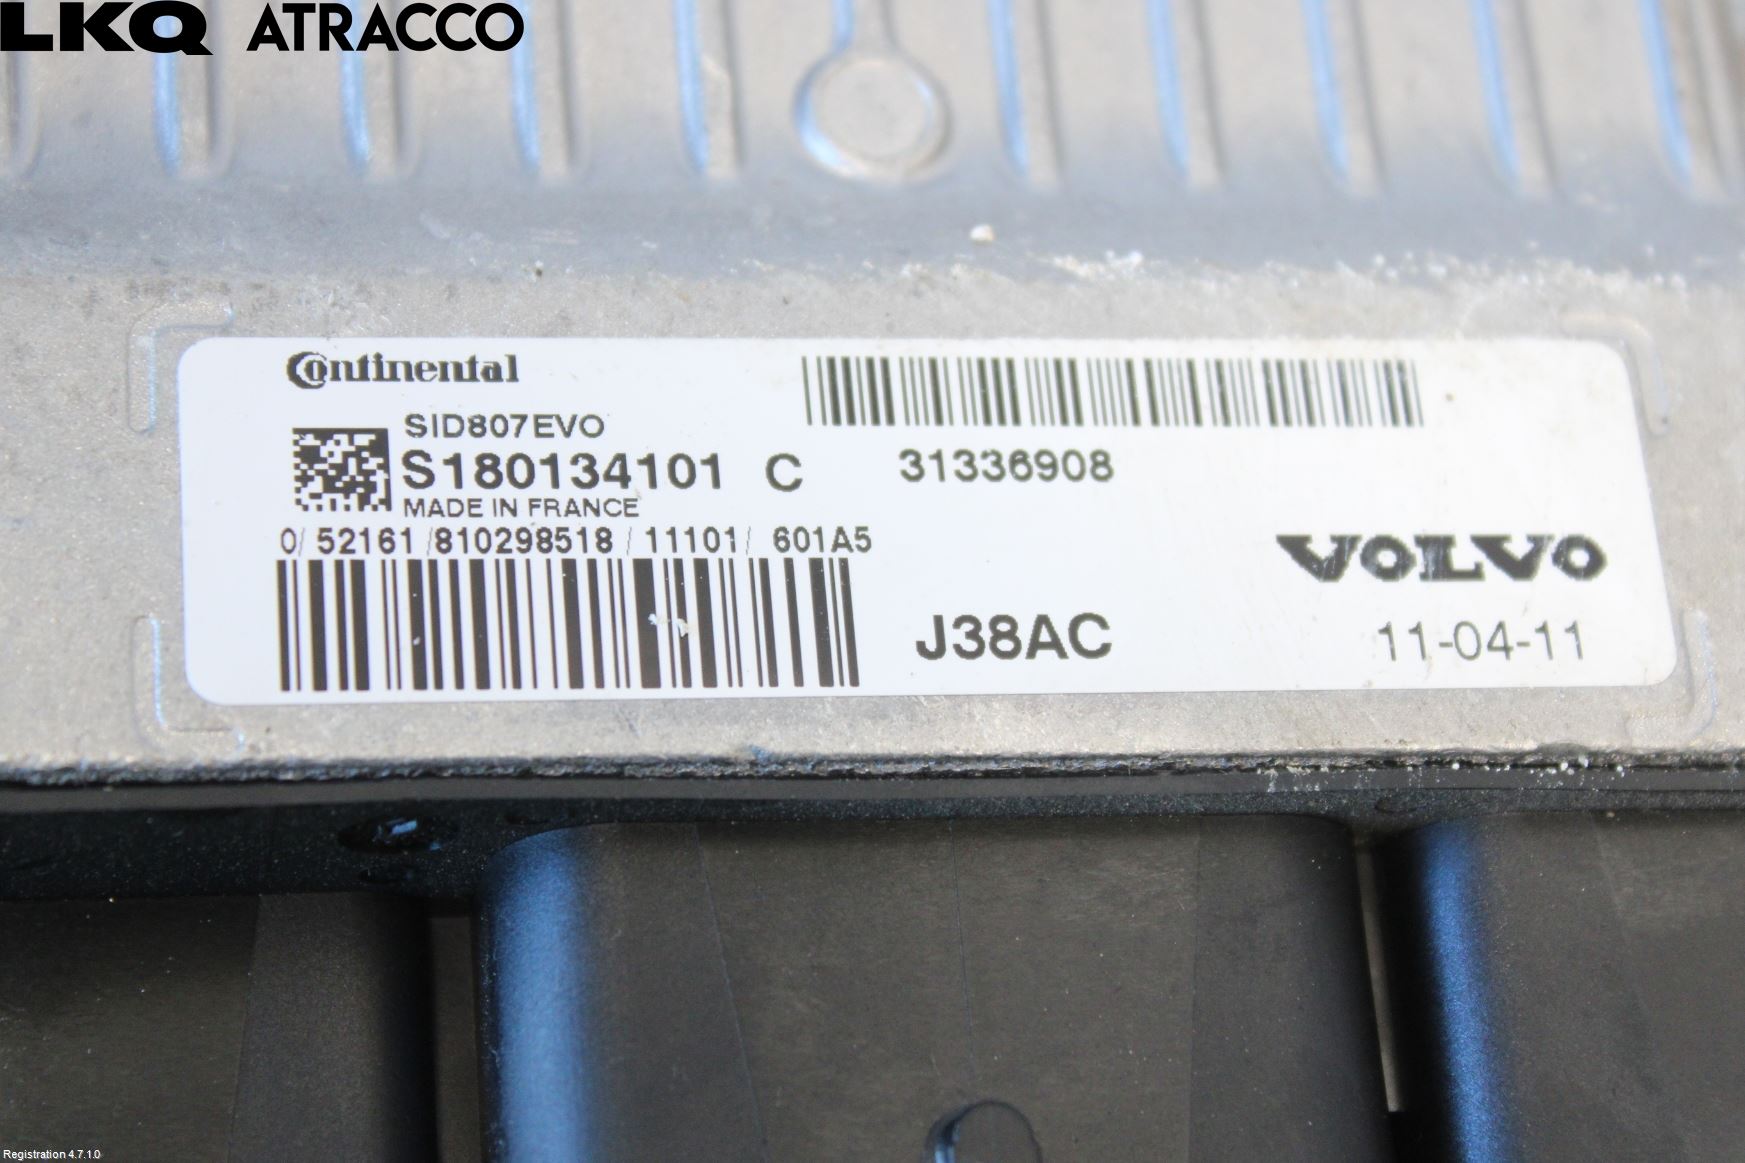 LKQ ATRACCO
Continental
SID807EVO
S180134101 C
MADE IN FRANCE
0/ 52161 /810298518 / 11101/ 601A5
31336908
VOLVO
J38AC
11-04-11
Registration 4.7.1.0